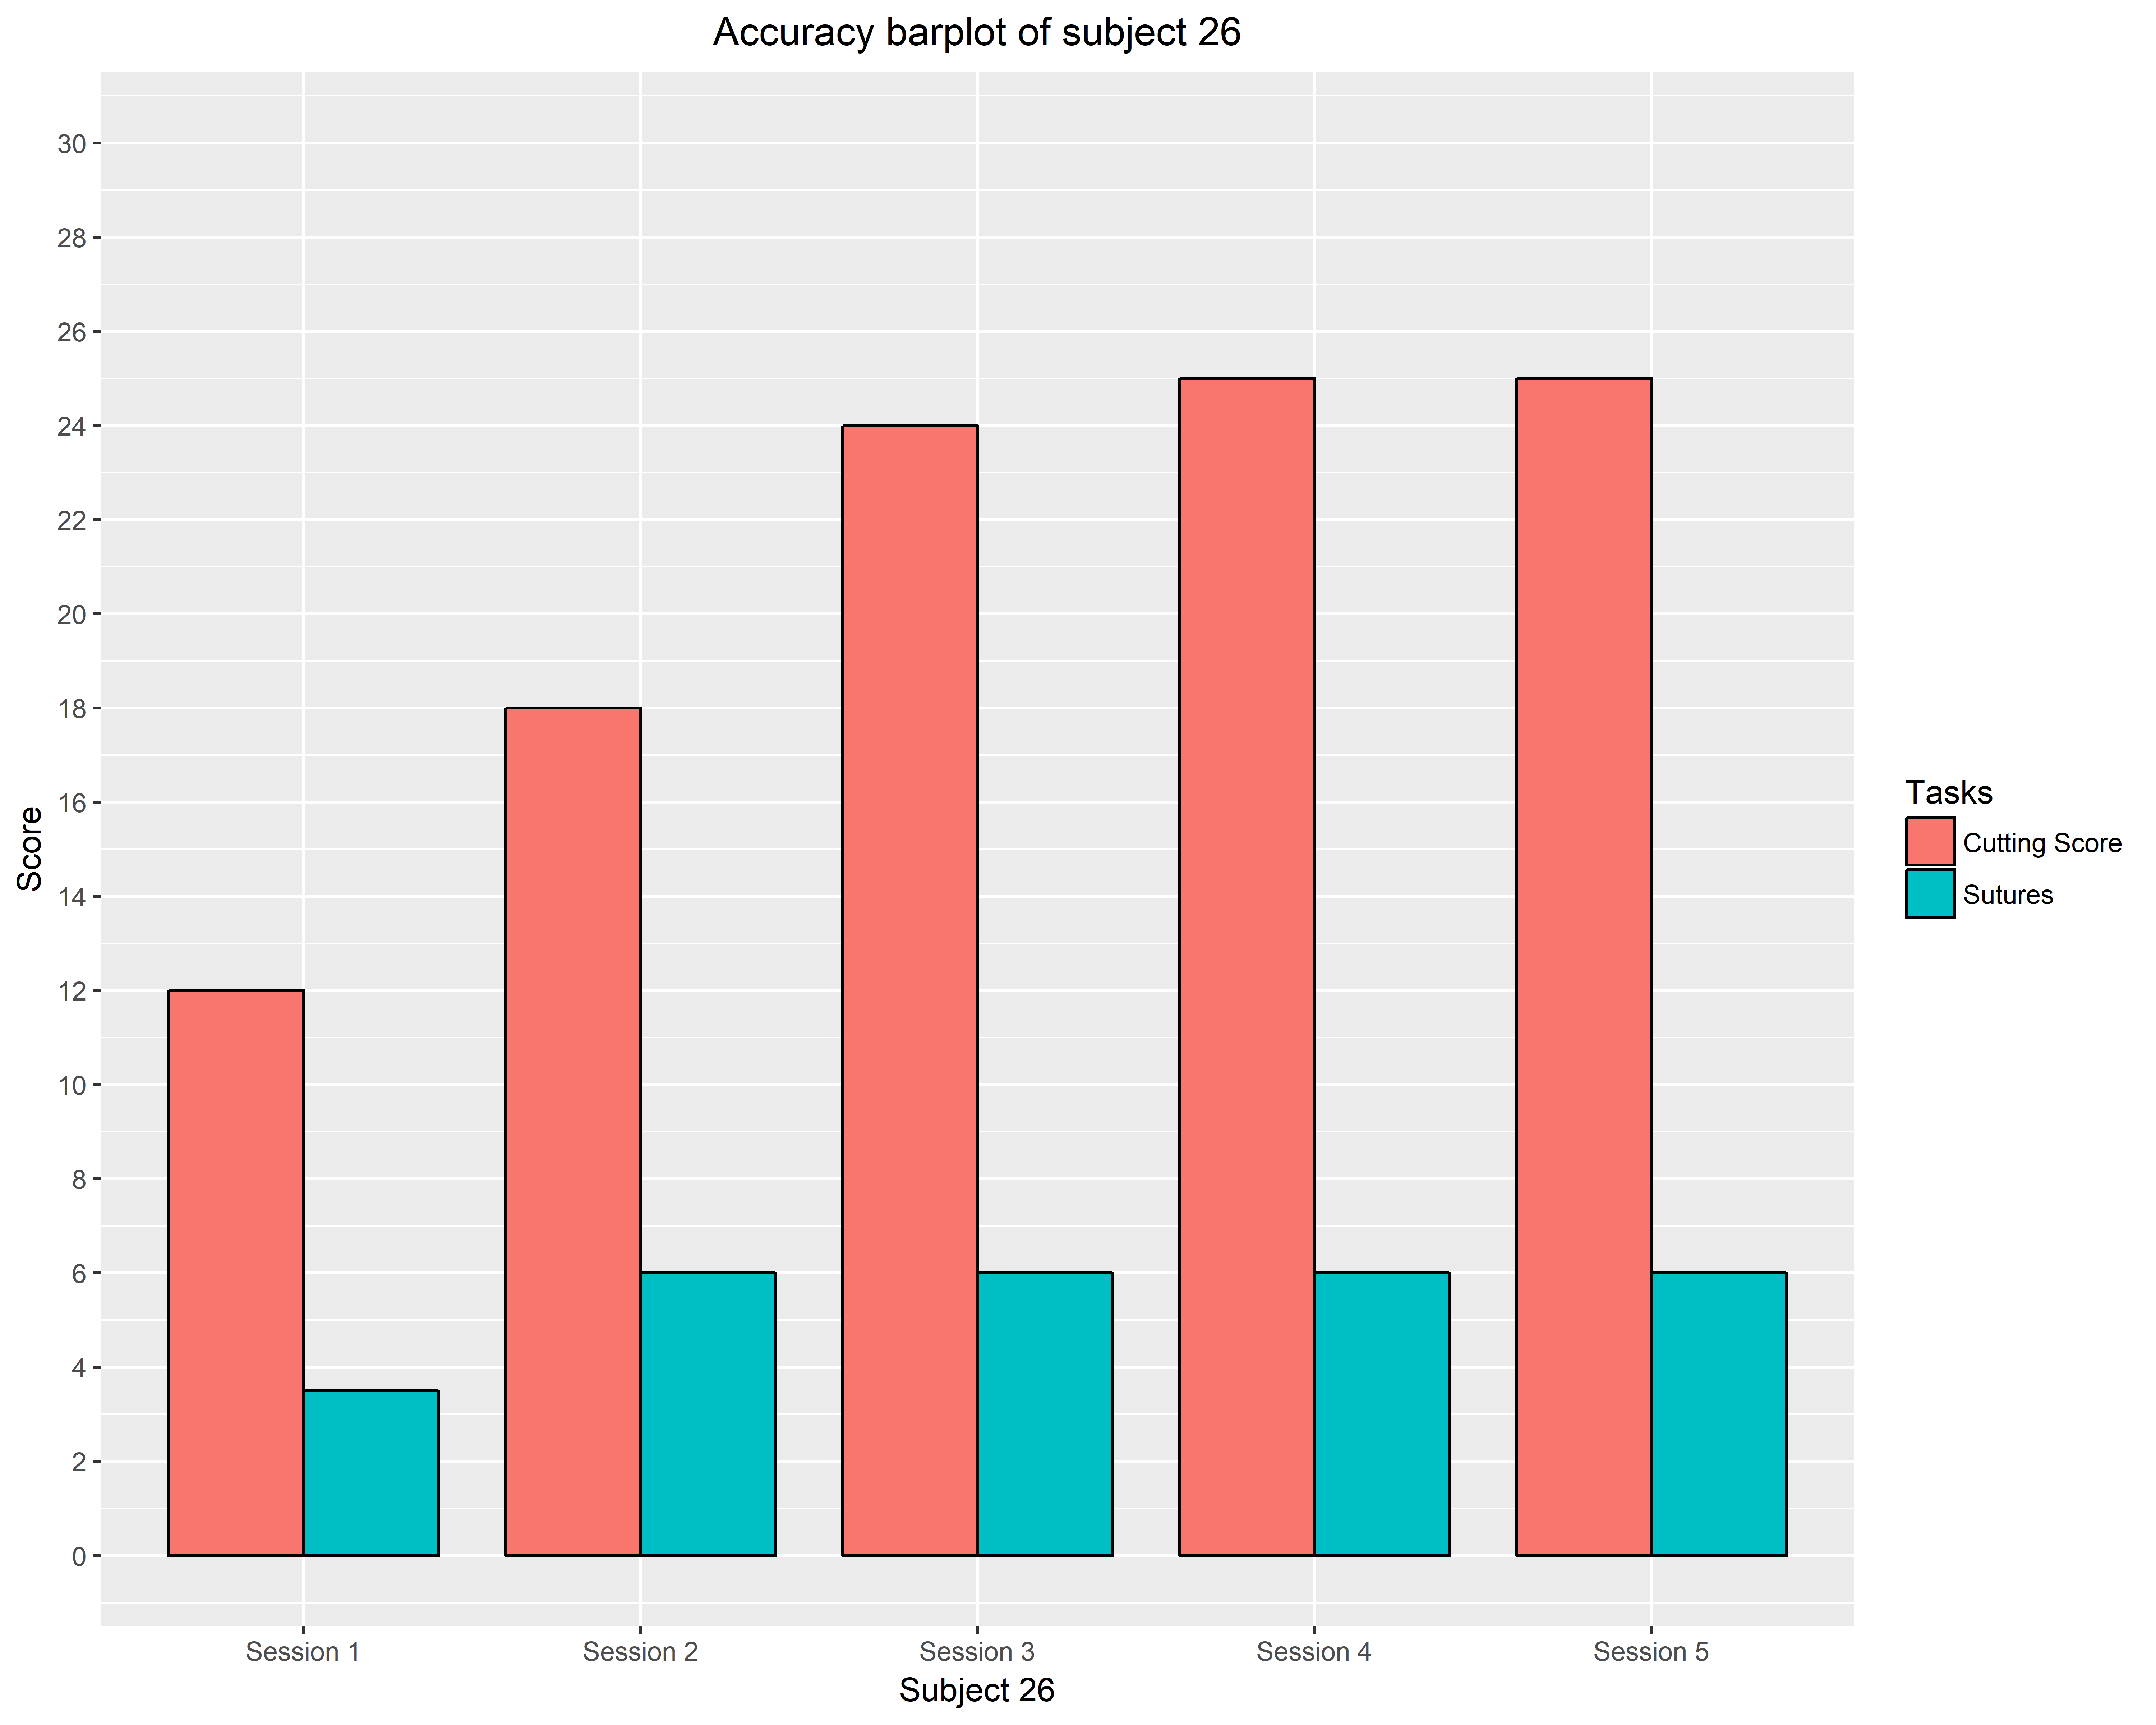 Accuracy barplot of subject 26
30
28
26
24
22
20
18
16
14
12
10
8
6
4
2
0
Score
Session 1
Session 2
Session 3
Session 4
Session 5
Subject 26
Tasks
Cutting Score
Sutures